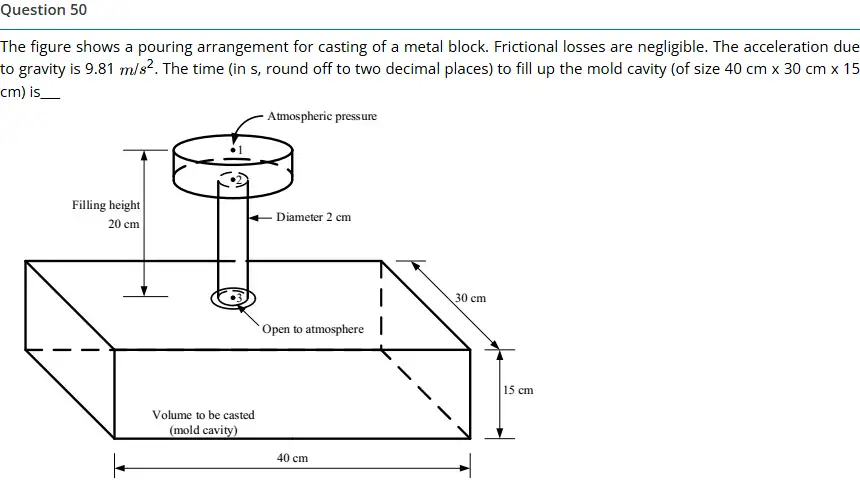 Question 50
The figure shows a pouring arrangement for casting of a metal block. Frictional losses are negligible. The acceleration due
to gravity is 9.81 m/s². The time (in s, round off to two decimal places) to fill up the mold cavity (of size 40 cm x 30 cm x 15
cm) is__
Atmospheric pressure
1
2
Filling height
20 cm
Diameter 2 cm
3
30 cm
Open to atmosphere
15 cm
Volume to be casted
(mold cavity)
40 cm